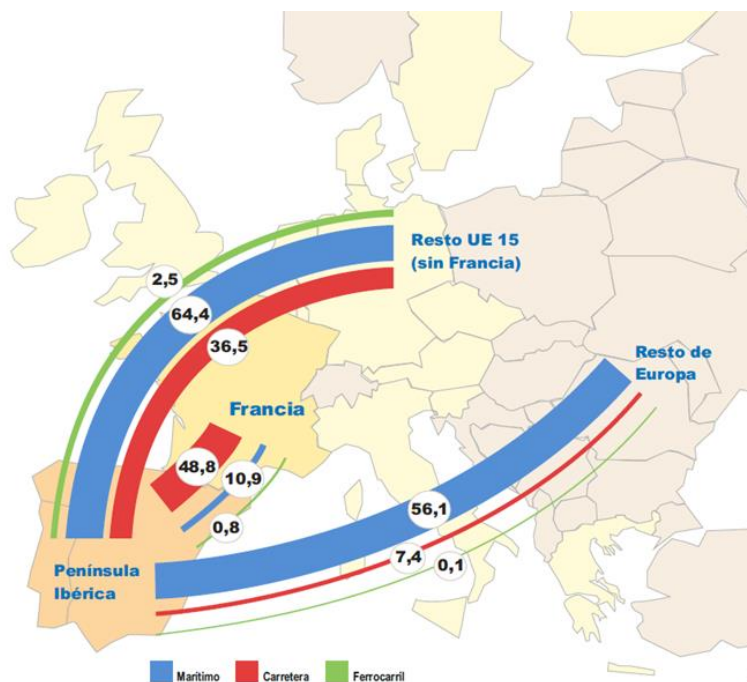 Resto UE 15
(sin Francia)
2,5
64,4
36,5
Resto de
Europa
Francia
48,8
10,9
0,8
56,1
7,4
0,1
Península
Ibérica
Marítimo
Carretera
Ferrocarril